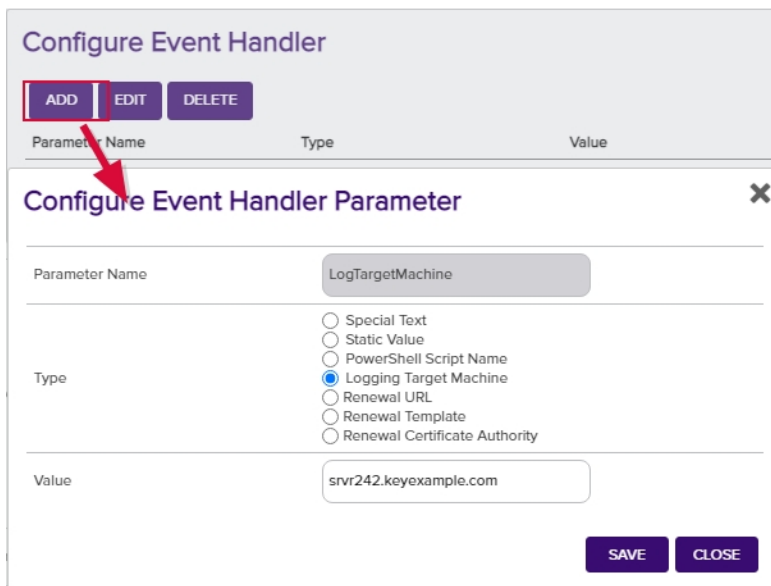 Configure Event Handler
ADD EDIT DELETE
Parameter Name Type Value
Configure Event Handler Parameter
Parameter Name LogTargetMachine
Special Text
Static Value
PowerShell Script Name
Type Logging Target Machine
Renewal URL
Renewal Template
Renewal Certificate Authority
Value srvr242.keyexample.com
SAVE CLOSE